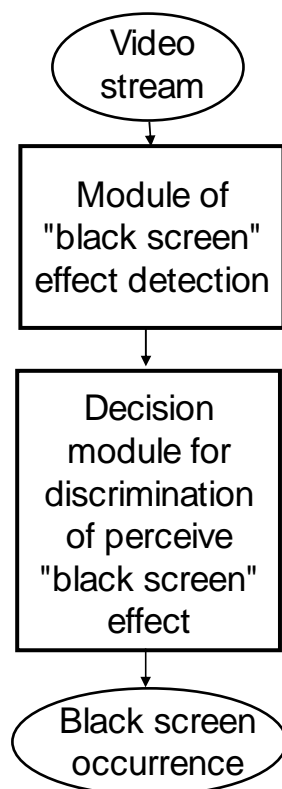 Video
stream
Module of
"black screen"
effect detection
Decision
module for
discrimination
of perceive
"black screen"
effect
Black screen
occurrence